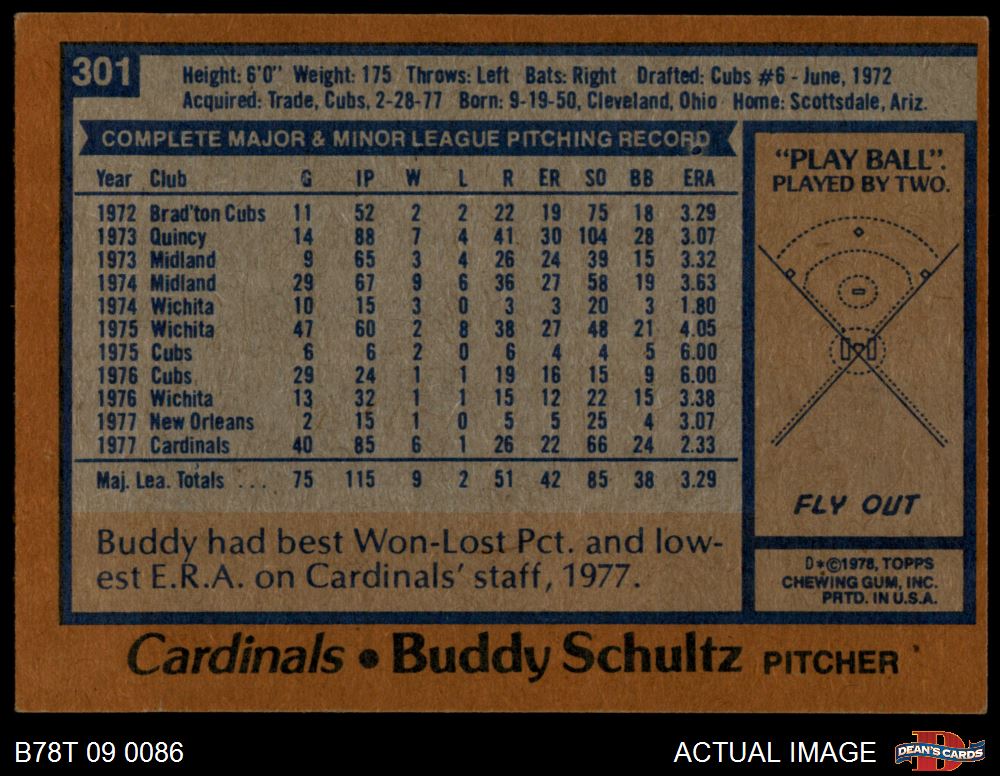 301
Height: 6'0" Weight: 175 Throws: Left Bats: Right Drafted: Cubs #6 - June, 1972
Acquired: Trade, Cubs, 2-28-77 Born: 9-19-50, Cleveland, Ohio Home: Scottsdale, Ariz.
COMPLETE MAJOR & MINOR LEAGUE PITCHING RECORD
Year Club G IP W L R ER SO BB ERA
1972 Brad'ton Cubs 11 52 2 2 22 19 75 18 3.29
1973 Quincy 14 88 7 4 41 30 104 28 3.07
1973 Midland 9 65 3 4 26 24 39 15 3.32
1974 Midland 29 67 9 6 36 27 58 19 3.63
1974 Wichita 10 15 3 0 3 3 20 3 1.80
1975 Wichita 47 60 2 8 38 27 48 21 4.05
1975 Cubs 6 6 2 0 6 4 4 5 6.00
1976 Cubs 29 24 1 1 19 16 15 9 6.00
1976 Wichita 13 32 1 1 15 12 22 15 3.38
1977 New Orleans 2 15 1 0 5 5 25 4 3.07
1977 Cardinals 40 85 6 1 26 22 66 24 2.33
Maj. Lea. Totals ... 75 115 9 2 51 42 85 38 3.29
Buddy had best Won-Lost Pct. and low-
est E.R.A. on Cardinals' staff, 1977.
"PLAY BALL".
PLAYED BY TWO.
FLY OUT
D*©1978, TOPPS
CHEWING GUM, INC.
PRTD. IN U.S.A.
Cardinals • Buddy Schultz PITCHER
B78T 09 0086
ACTUAL IMAGE
DEAN'S CARDS